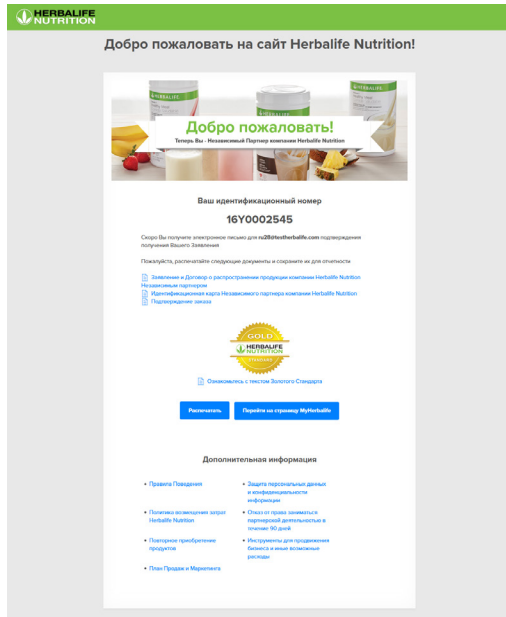 HERBALIFE
NUTRITION
Добро пожаловать на сайт Herbalife Nutrition!
HERBALIFE
Добро пожаловать!
Теперь Вы - Независимый Партнер компании Herbalife Nutrition
Ваш идентификационный номер
16Y0002545
Скоро Вы получите электронное письмо для ru28@testherbalife.com подтверждения
получения Вашего Заявления
Пожалуйста, распечатайте следующие документы и сохраните их для отчетности
Заявление и Договор о распространении продукции компании Herbalife Nutrition
Независимым партнером
Идентификационная карта Независимого партнера компании Herbalife Nutrition
Подтверждение заказа
GOLD
HERBALIFE
NUTRITION
STANDARD
Ознакомьтесь с текстом Золотого Стандарта
Распечатать
Перейти на страницу MyHerbalife
Дополнительная информация
• Правила Поведения
• Защита персональных данных
и конфиденциальности
информации
• Политика возмещения затрат
Herbalife Nutrition
• Отказ от права заниматься
партнерской деятельностью в
течение 90 дней
• Повторное приобретение
продуктов
• Инструменты для продвижения
бизнеса и иные возможные
расходы
• План Продаж и Маркетинга